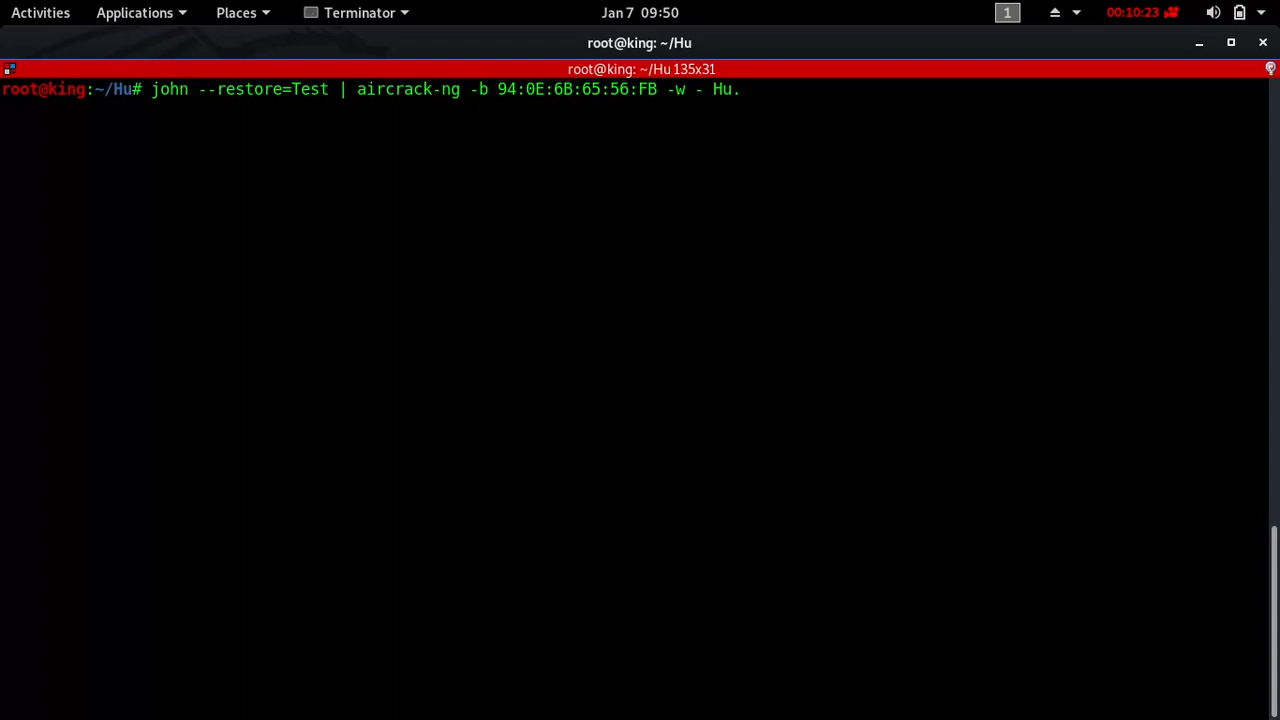 Activities Applications Places Terminator Jan 7 09:50 1 00:10:23
root@king: ~/Hu
root@king: ~/Hu 135x31
root@king:~/Hu# john --restore=Test | aircrack-ng -b 94:0E:6B:65:56:FB -w - Hu.